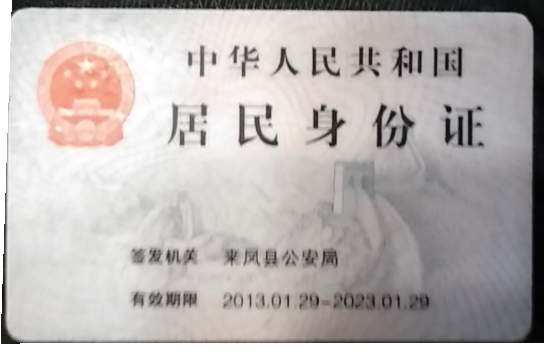 中华人民共和国
居民身份证
签发机关 来凤县公安局
有效期限 2013.01.29-2023.01.29